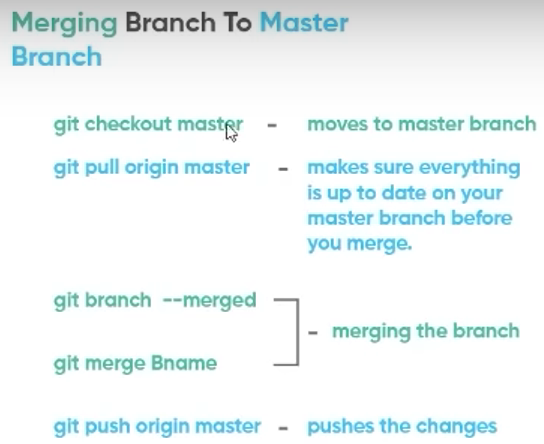 Merging Branch To Master
Branch
git checkout master - moves to master branch
git pull origin master - makes sure everything
is up to date on your
master branch before
you merge.
git branch --merged
- merging the branch
git merge Bname
git push origin master - pushes the changes